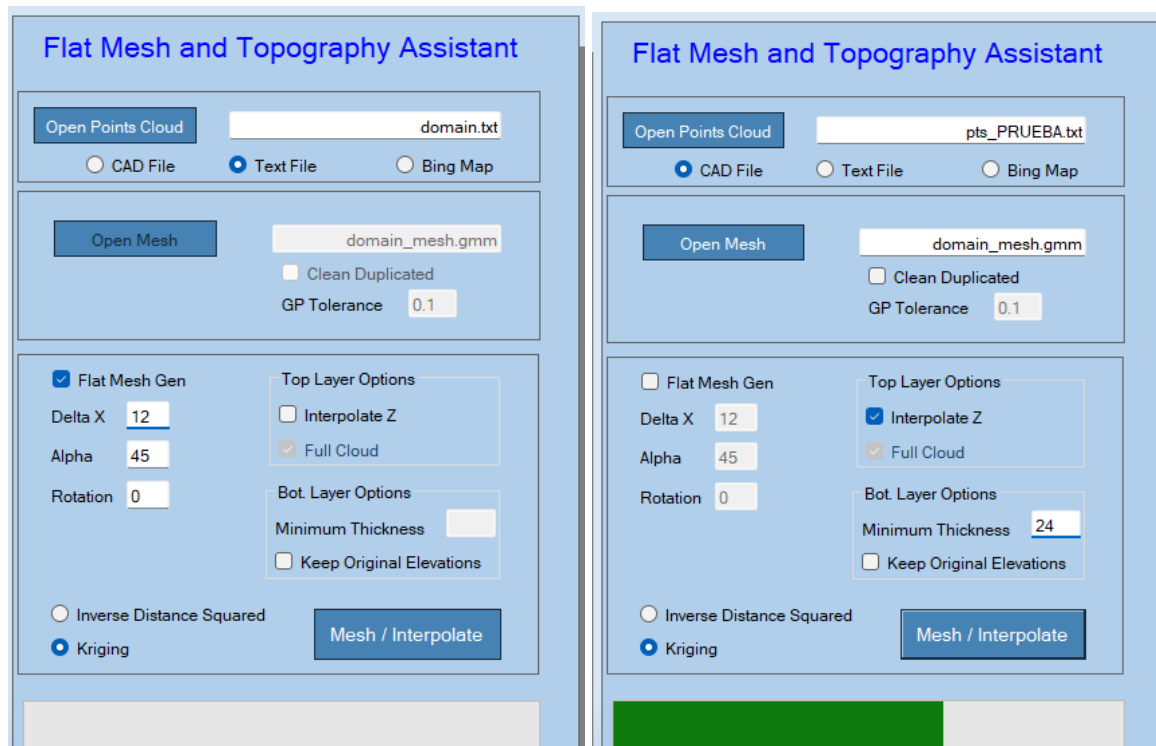 Flat Mesh and Topography Assistant
Open Points Cloud
domain.txt
CAD File
Text File
Bing Map
Open Mesh
domain_mesh.gmm
Clean Duplicated
GP Tolerance
0.1
Flat Mesh Gen
Delta X
12
Alpha
45
Rotation
0
Top Layer Options
Interpolate Z
Full Cloud
Bot. Layer Options
Minimum Thickness
Keep Original Elevations
Inverse Distance Squared
Kriging
Mesh / Interpolate
Flat Mesh and Topography Assistant
Open Points Cloud
pts_PRUEBA.txt
CAD File
Text File
Bing Map
Open Mesh
domain_mesh.gmm
Clean Duplicated
GP Tolerance
0.1
Flat Mesh Gen
Delta X
12
Alpha
45
Rotation
0
Top Layer Options
Interpolate Z
Full Cloud
Bot. Layer Options
Minimum Thickness
24
Keep Original Elevations
Inverse Distance Squared
Kriging
Mesh / Interpolate